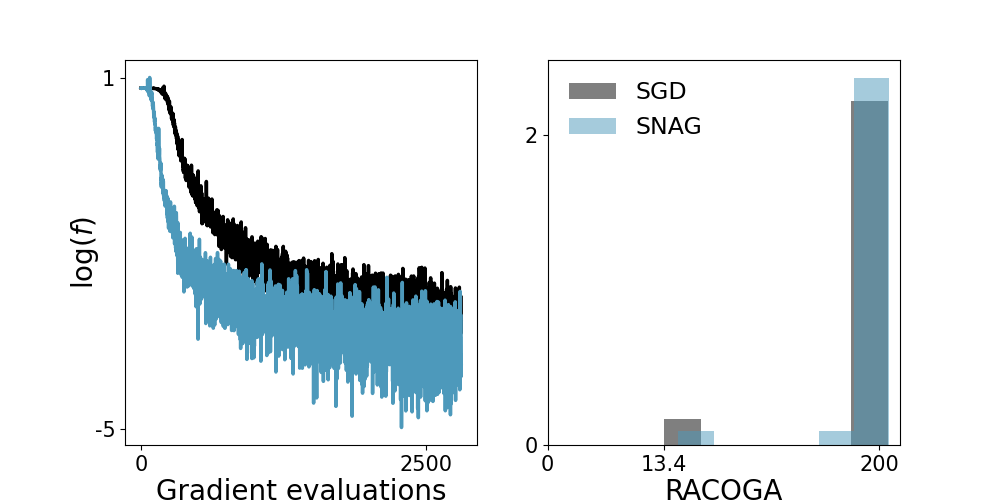 1
-5
log(f)
0 2500
Gradient evaluations
SGD
SNAG
2
0
0 13.4 200
RACOGA